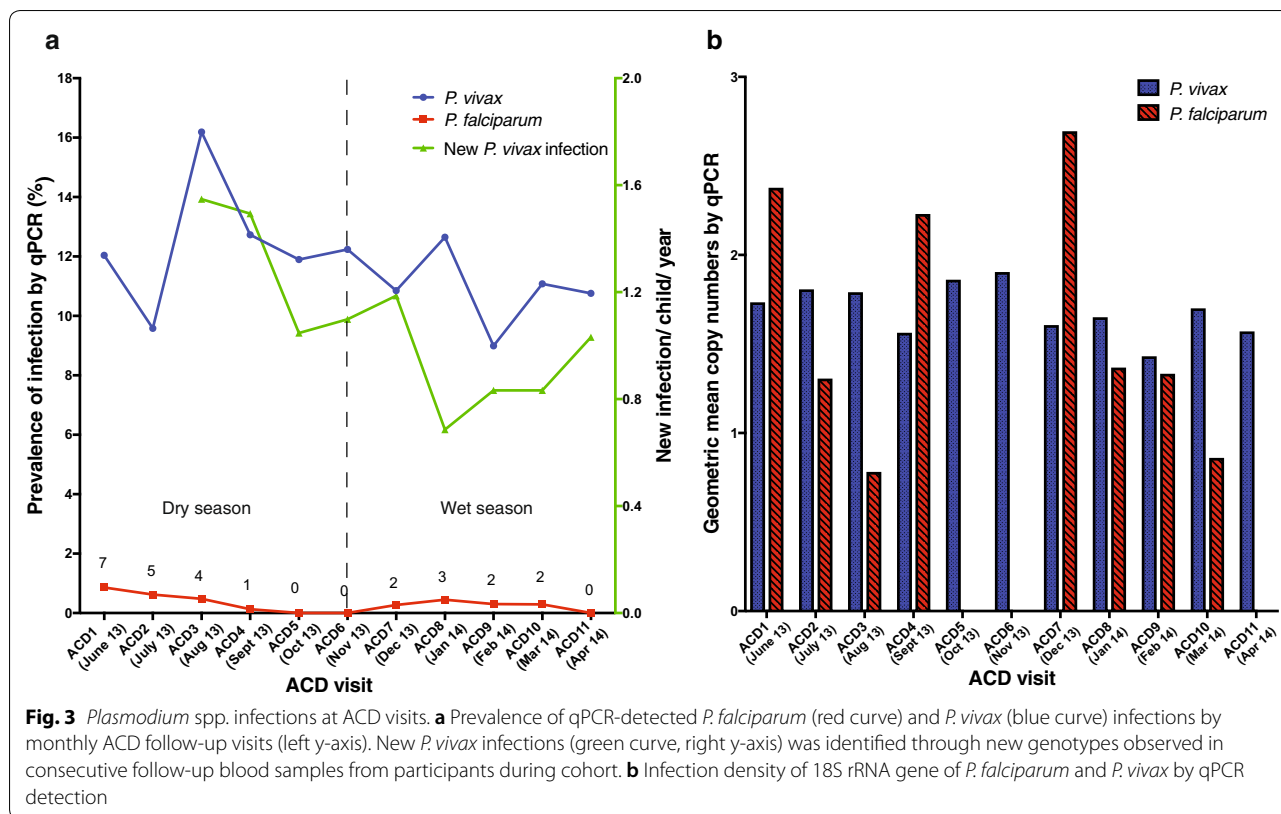 a
18
16
14
12
10
8
6
4
2
0
Prevalence of infection by qPCR (%)
P. vivax
P. falciparum
New P. vivax infection
2.0
1.6
1.2
0.8
0.4
0.0
New infection/ child/ year
Dry season
Wet season
7
5
4
1
0
0
2
3
2
2
0
ACD1
(June 13)
ACD2
(July 13)
ACD3
(Aug 13)
ACD4
(Sept 13)
ACD5
(Oct 13)
ACD6
(Nov 13)
ACD7
(Dec 13)
ACD8
(Jan 14)
ACD9
(Feb 14)
ACD10
(Mar 14)
ACD11
(Apr 14)
ACD visit
b
3
2
1
0
Geometric mean copy numbers by qPCR
P. vivax
P. falciparum
ACD1
(June 13)
ACD2
(July 13)
ACD3
(Aug 13)
ACD4
(Sept 13)
ACD5
(Oct 13)
ACD6
(Nov 13)
ACD7
(Dec 13)
ACD8
(Jan 14)
ACD9
(Feb 14)
ACD10
(Mar 14)
ACD11
(Apr 14)
ACD visit
Fig. 3 Plasmodium spp. infections at ACD visits. a Prevalence of qPCR-detected P. falciparum (red curve) and P. vivax (blue curve) infections by
monthly ACD follow-up visits (left y-axis). New P. vivax infections (green curve, right y-axis) was identified through new genotypes observed in
consecutive follow-up blood samples from participants during cohort. b Infection density of 18S rRNA gene of P. falciparum and P. vivax by qPCR
detection